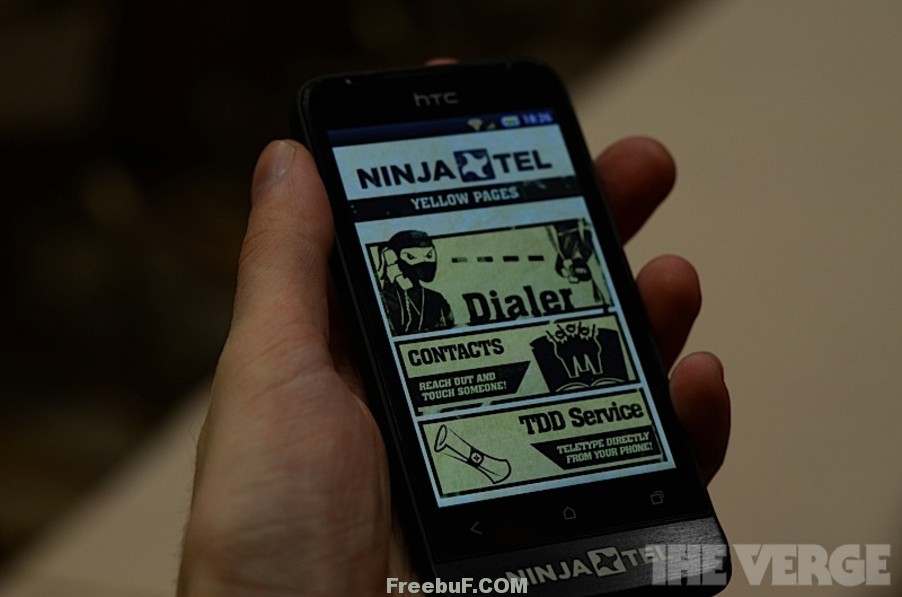 hTC
18:26
NINJA TEL
YELLOW PAGES
Dialer
CONTACTS
REACH OUT AND
TOUCH SOMEONE!
TDD Service
TELETYPE DIRECTLY
FROM YOUR PHONE!
NINJA TEL
THE VERGE
FreebuF.COM